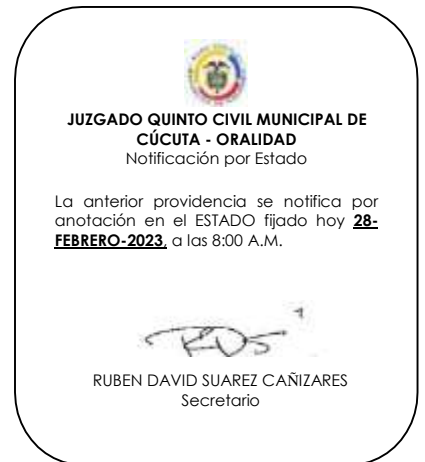 JUZGADO QUINTO CIVIL MUNICIPAL DE
CÚCUTA - ORALIDAD
Notificación por Estado
La anterior providencia se notifica por
anotación en el ESTADO fijado hoy 28-
FEBRERO-2023, a las 8:00 A.M.
RUBEN DAVID SUAREZ CAÑIZARES
Secretario